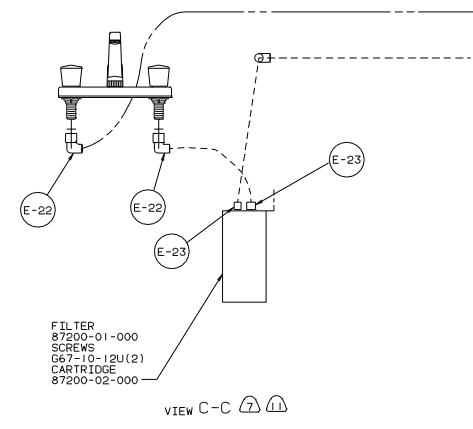 E-23
E-22
E-22
E-23
FILTER
87200-01-000
SCREWS
G67-10-12U(2)
CARTRIDGE
87200-02-000
VIEW C-C 7 11